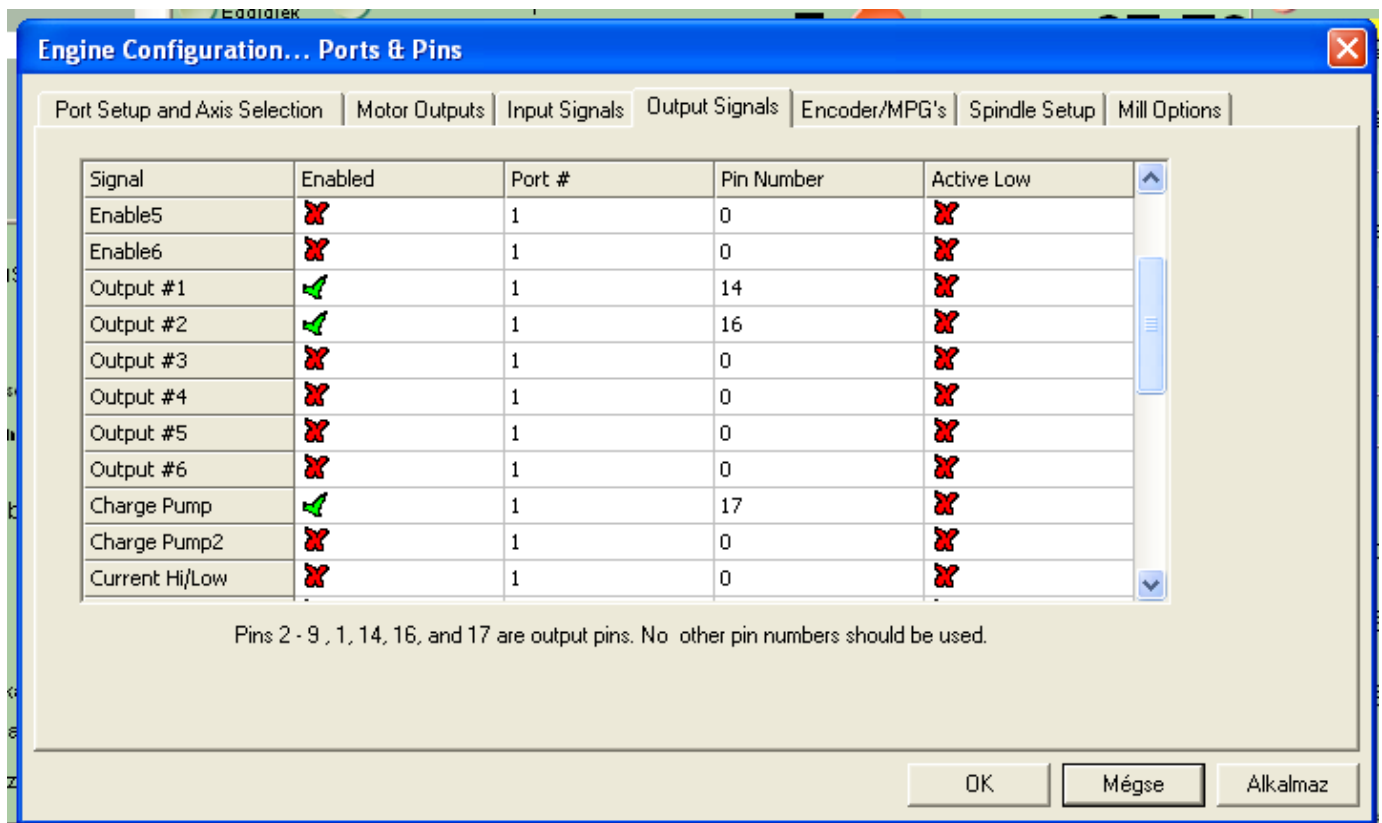 Engine Configuration... Ports & Pins
Port Setup and Axis Selection Motor Outputs Input Signals Output Signals Encoder/MPG's Spindle Setup Mill Options
Signal Enabled Port # Pin Number Active Low
Enable5 1 0
Enable6 1 0
Output #1 1 14
Output #2 1 16
Output #3 1 0
Output #4 1 0
Output #5 1 0
Output #6 1 0
Charge Pump 1 17
Charge Pump2 1 0
Current Hi/Low 1 0
Pins 2 - 9 , 1, 14, 16, and 17 are output pins. No other pin numbers should be used.
OK Mégse Alkalmaz